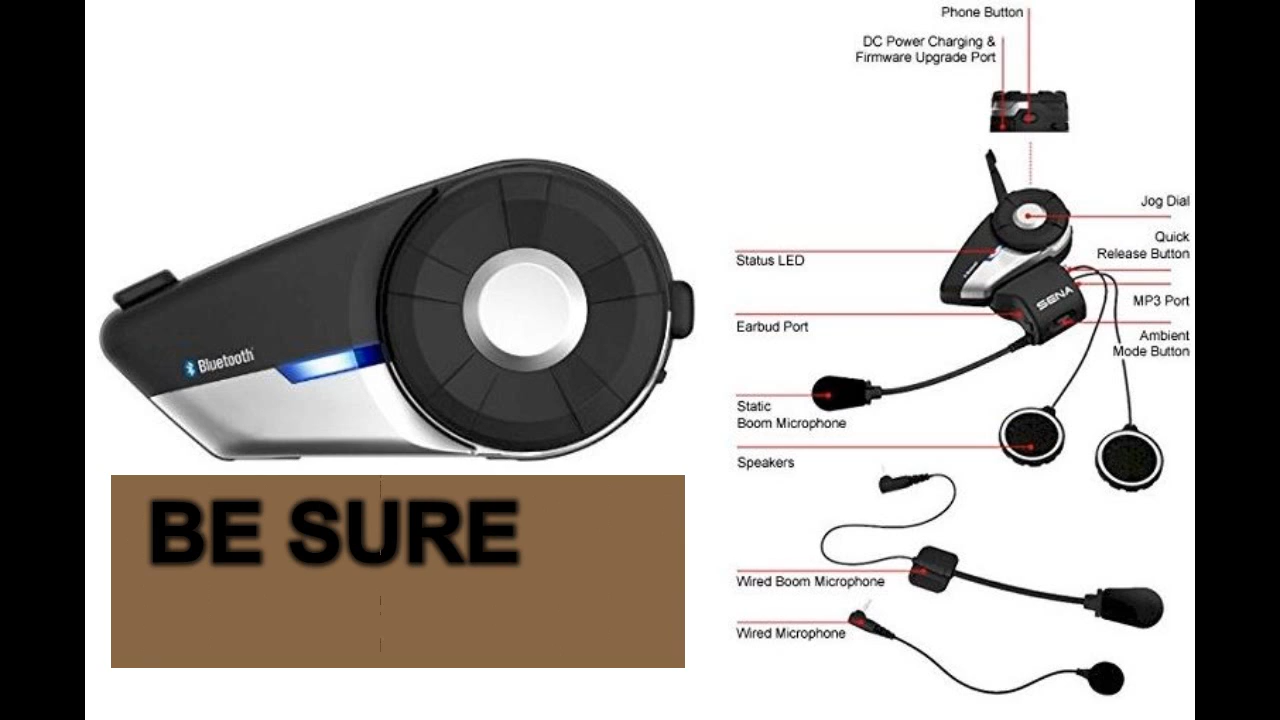 Bluetooth
BE SURE
Phone Button
DC Power Charging &
Firmware Upgrade Port
Jog Dial
Quick
Release Button
Status LED
SENA
MP3 Port
Earbud Port
Ambient
Mode Button
Static
Boom Microphone
Speakers
Wired Boom Microphone
Wired Microphone